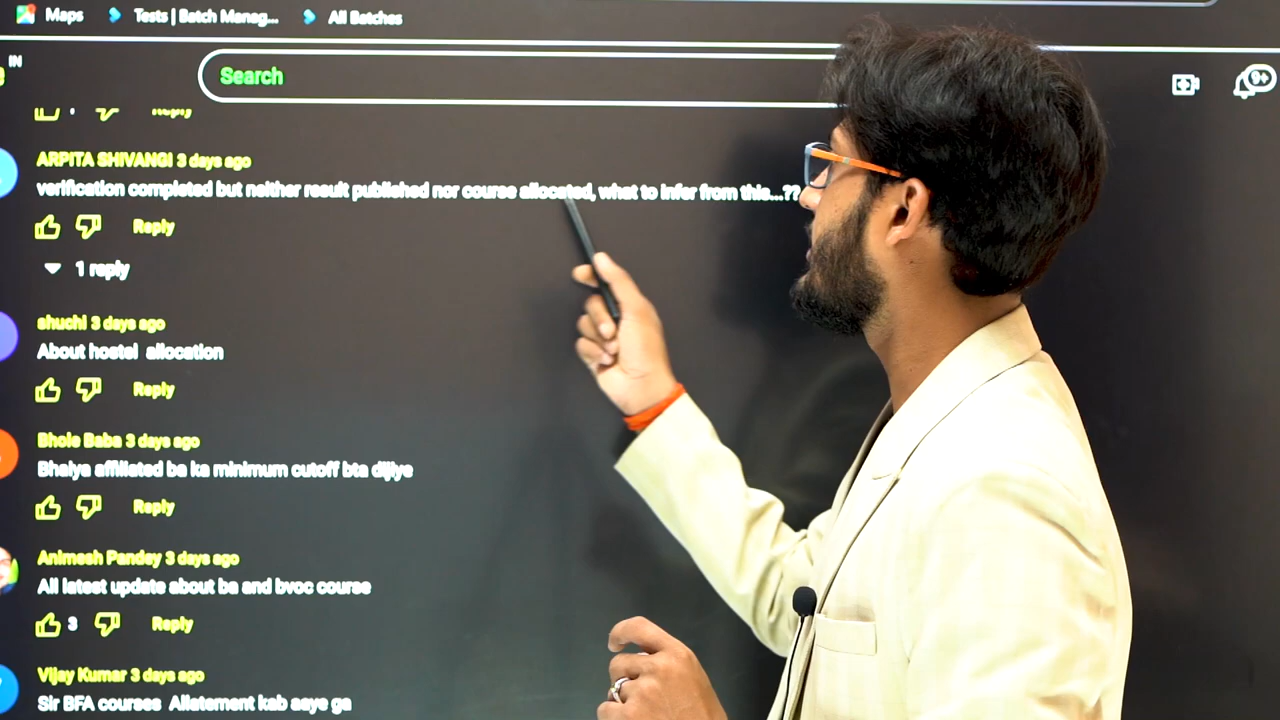 Maps Tests | Batch Manag... All Batches
IN
Search
9+
Reply
ARPITA SHIVANGI 3 days ago
verification completed but neither result published nor course allocated, what to infer from this...??
Reply
1 reply
shuchi 3 days ago
About hostel allocation
Reply
Bhole Baba 3 days ago
Bhaiya affiliated ba ka minimum cutoff bta dijiye
Reply
Animesh Pandey 3 days ago
All latest update about ba and bvoc course
3 Reply
Vijay Kumar 3 days ago
Sir BFA courses Allatement kab aaye ga